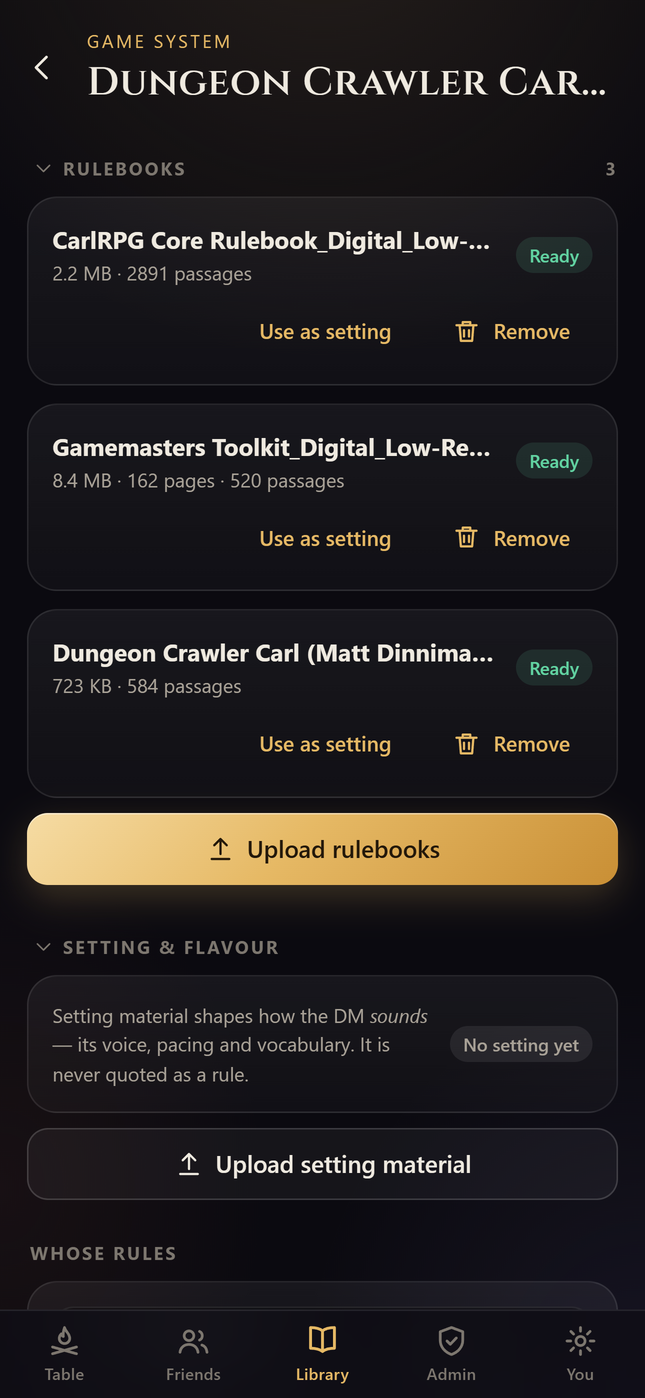 GAME SYSTEM
Dungeon Crawler Car...
RULEBOOKS 3
CarlRPG Core Rulebook_Digital_Low-...
Ready
2.2 MB · 2891 passages
Use as setting Remove
Gamemasters Toolkit_Digital_Low-Re...
Ready
8.4 MB · 162 pages · 520 passages
Use as setting Remove
Dungeon Crawler Carl (Matt Dinnima...
Ready
723 KB · 584 passages
Use as setting Remove
Upload rulebooks
SETTING & FLAVOUR
Setting material shapes how the DM sounds
— its voice, pacing and vocabulary. It is
never quoted as a rule.
No setting yet
Upload setting material
WHOSE RULES
Table Friends Library Admin You